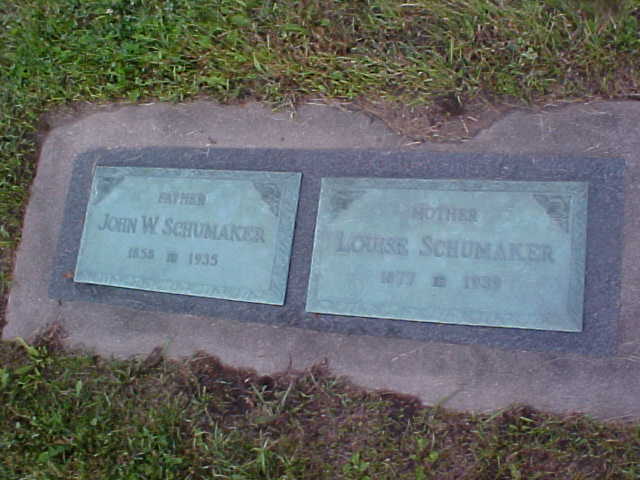 FATHER
JOHN W. SCHUMAKER
1858 1935
MOTHER
LOUISE SCHUMAKER
1877 1939